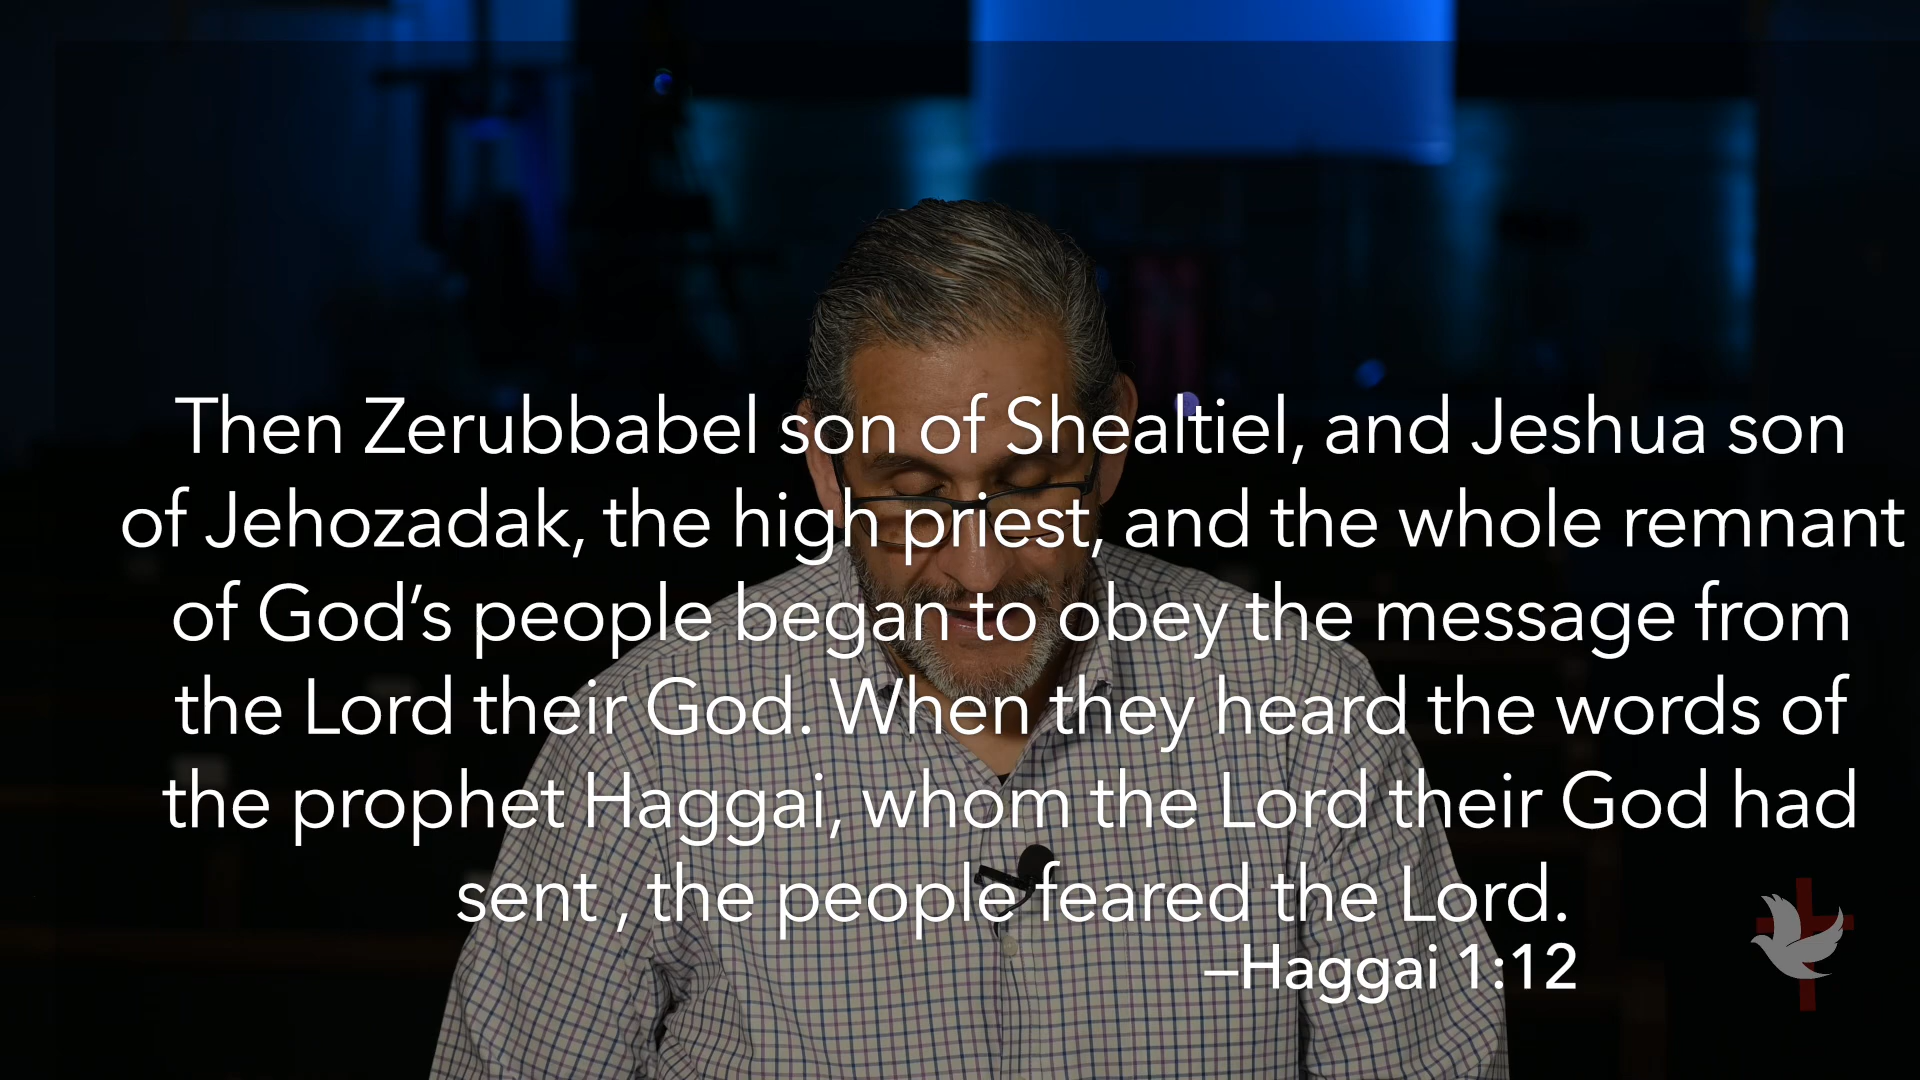 Then Zerubbabel son of Shealtiel, and Jeshua son
of Jehozadak, the high priest, and the whole remnant
of God’s people began to obey the message from
the Lord their God. When they heard the words of
the prophet Haggai, whom the Lord their God had
sent , the people feared the Lord.
–Haggai 1:12